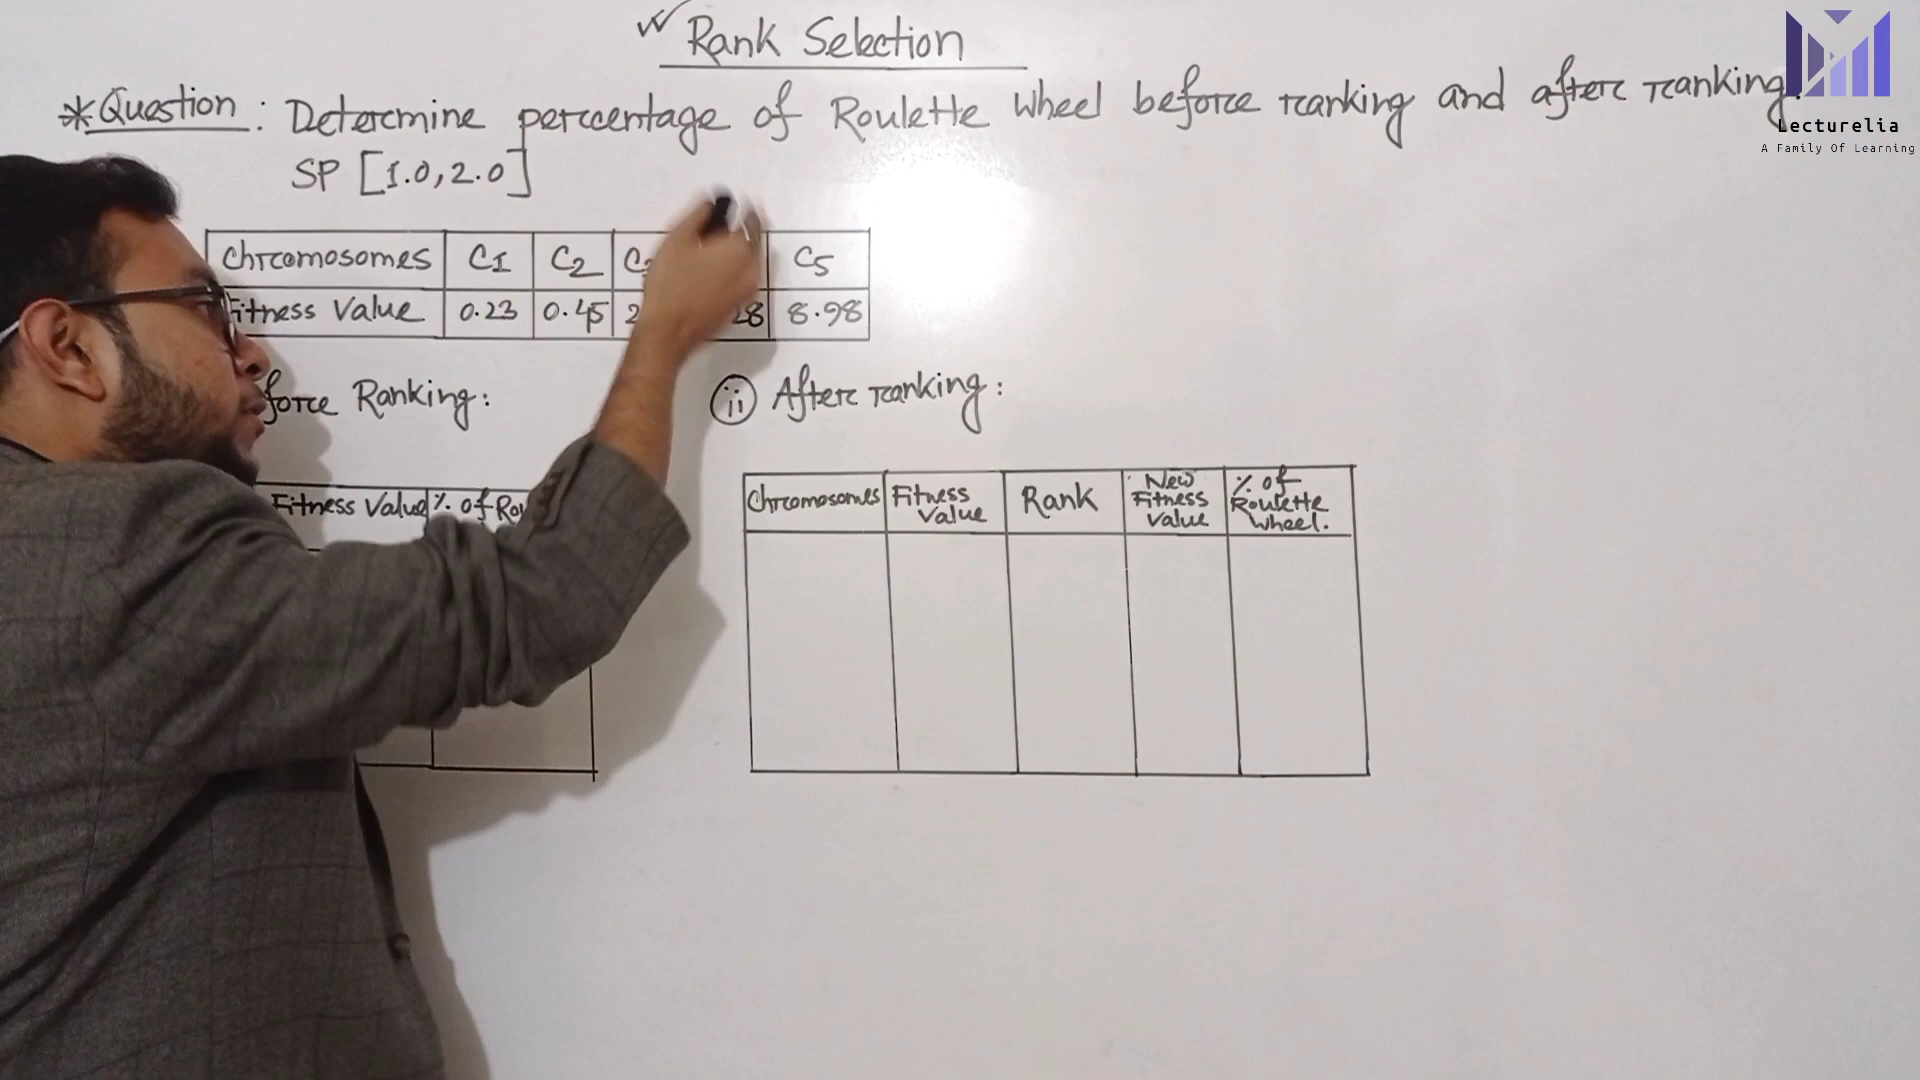 Rank Selection
*Question: Determine percentage of Roulette Wheel before ranking and after ranking.
Lecturelia
A Family Of Learning
SP [1.0, 2.0]
Chromosomes C1 C2 C5
Fitness Value 0.23 0.45 8.98
Ranking:
ii After ranking:
Fitness Value % of
Chromosomes Fitness Value Rank New Fitness Value % of Roulette Wheel.